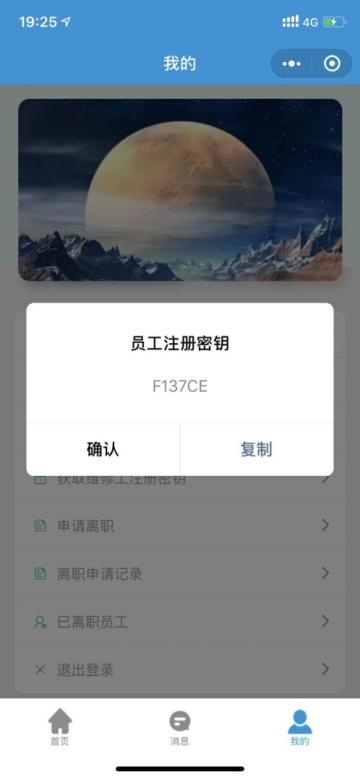 19:25
4G
我的
员工注册密钥
F137CE
确认
复制
获取维修工注册密钥
申请离职
离职申请记录
已离职员工
退出登录
首页
消息
我的